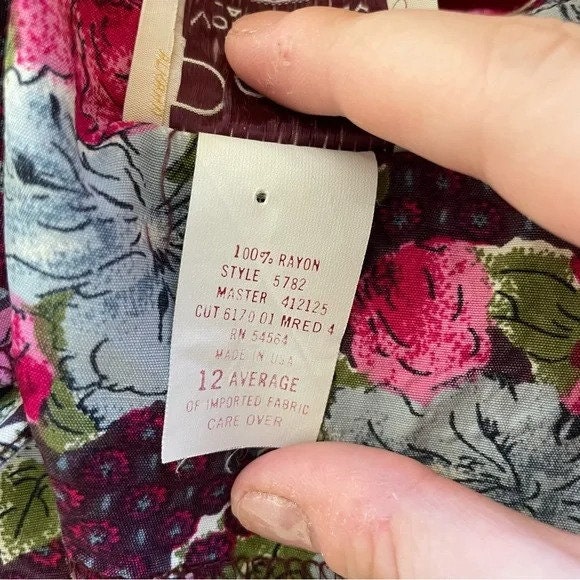 100% RAYON
STYLE 5782
MASTER 412125
CUT 6170 01 MRED 4
RN 54564
MADE IN USA
12 AVERAGE
OF IMPORTED FABRIC
CARE OVER